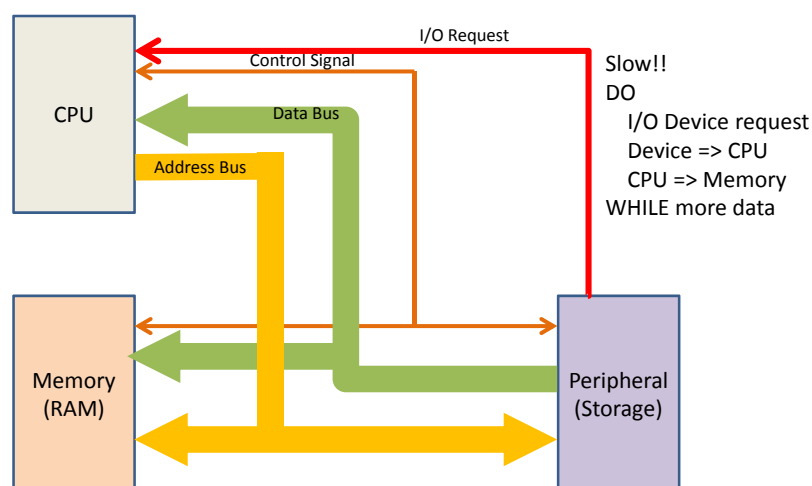 I/O Request
Control Signal
CPU
Data Bus
Address Bus
Slow!!
DO
I/O Device request
Device => CPU
CPU => Memory
WHILE more data
Memory
(RAM)
Peripheral
(Storage)